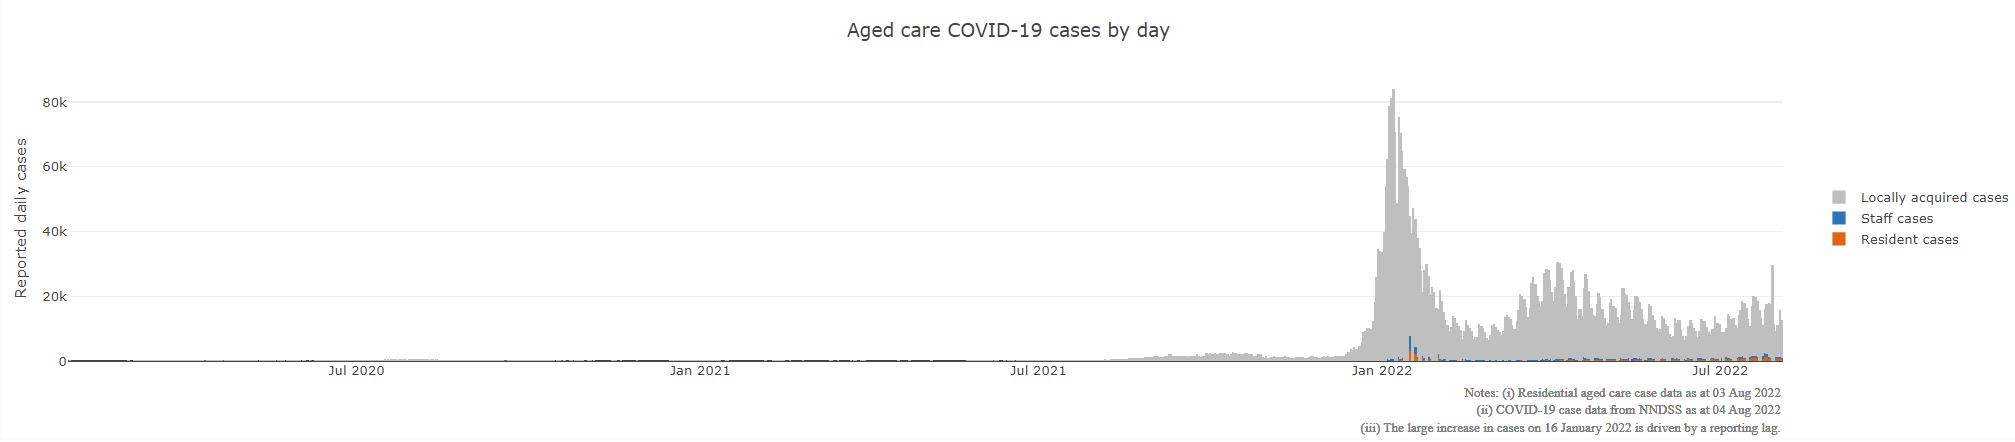 Aged care COVID-19 cases by day
Reported daily cases
80k
60k
40k
20k
0
Jul 2020
Jan 2021
Jul 2021
Jan 2022
Jul 2022
Locally acquired cases
Staff cases
Resident cases
Notes: (i) Residential aged care case data as at 03 Aug 2022
(ii) COVID-19 case data from NNDSS as at 04 Aug 2022
(iii) The large increase in cases on 16 January 2022 is driven by a reporting lag.